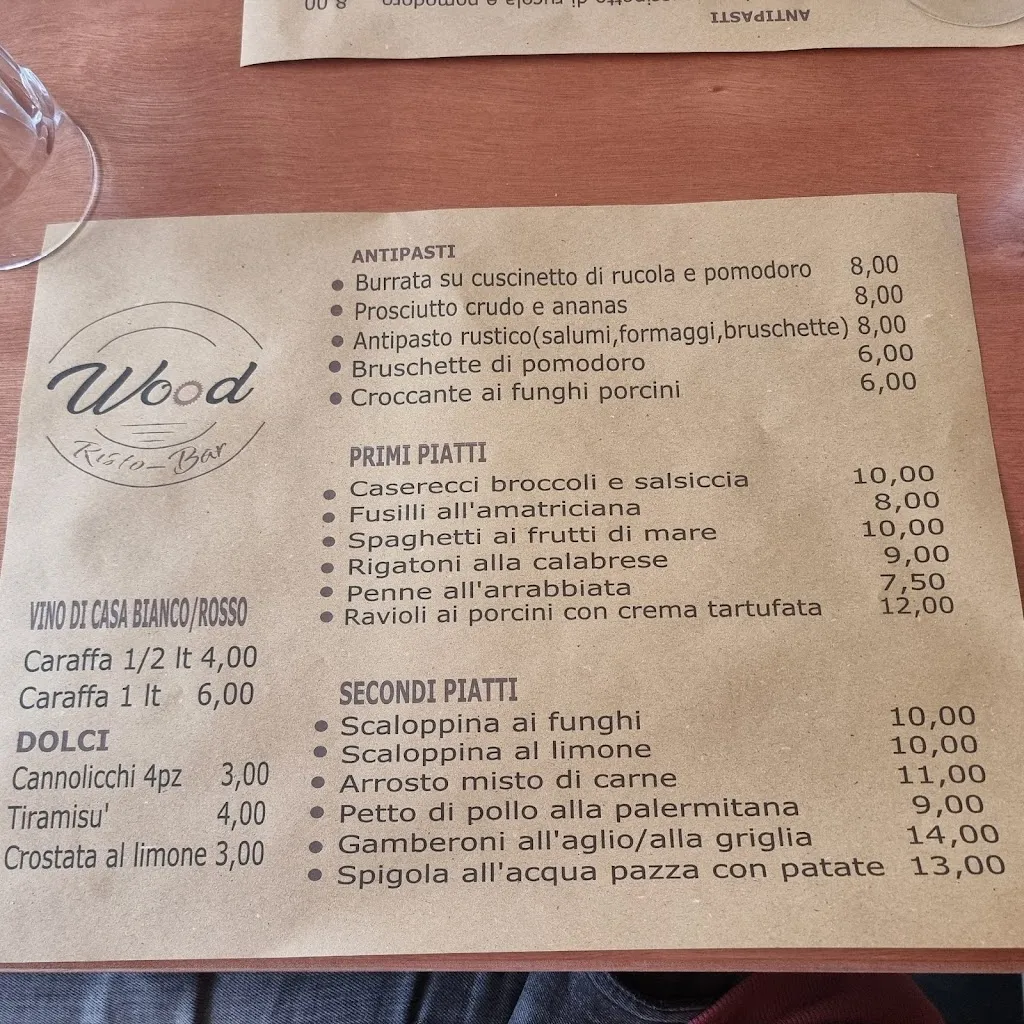 8,00
ANTIPASTI
Wood
Risto-Bar
VINO DI CASA BIANCO/ROSSO
Caraffa 1/2 lt 4,00
Caraffa 1 lt 6,00
DOLCI
Cannolicchi 4pz 3,00
Tiramisu' 4,00
Crostata al limone 3,00
ANTIPASTI
Burrata su cuscinetto di rucola e pomodoro 8,00
Prosciutto crudo e ananas 8,00
Antipasto rustico(salumi,formaggi,bruschette) 8,00
Bruschette di pomodoro 6,00
Croccante ai funghi porcini 6,00
PRIMI PIATTI
Caserecci broccoli e salsiccia 10,00
Fusilli all'amatriciana 8,00
Spaghetti ai frutti di mare 10,00
Rigatoni alla calabrese 9,00
Penne all'arrabbiata 7,50
Ravioli ai porcini con crema tartufata 12,00
SECONDI PIATTI
Scaloppina ai funghi 10,00
Scaloppina al limone 10,00
Arrosto misto di carne 11,00
Petto di pollo alla palermitana 9,00
Gamberoni all'aglio/alla griglia 14,00
Spigola all'acqua pazza con patate 13,00